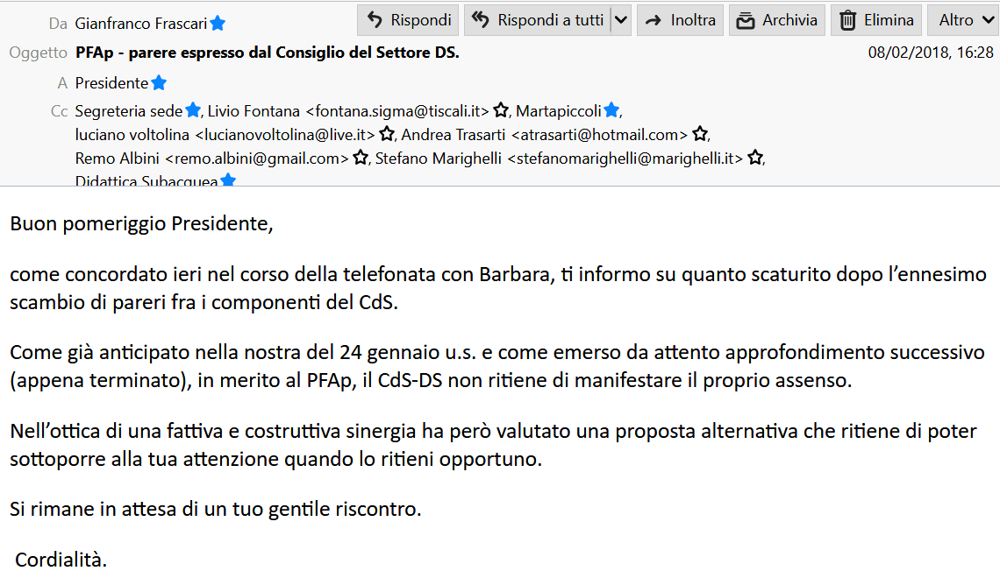 Da Gianfranco Frascari
Rispondi Rispondi a tutti Inoltra Archivia Elimina Altro
Oggetto PFAp - parere espresso dal Consiglio del Settore DS. 08/02/2018, 16:28
A Presidente
Cc Segreteria sede, Livio Fontana <fontana.sigma@tiscali.it>, Martapiccoli,
luciano voltolina <lucianovoltolina@live.it>, Andrea Trasarti <atrasarti@hotmail.com>,
Remo Albini <remo.albini@gmail.com>, Stefano Marighelli <stefanomarighelli@marighelli.it>,
Didattica Subacquea
Buon pomeriggio Presidente,
come concordato ieri nel corso della telefonata con Barbara, ti informo su quanto scaturito dopo l’ennesimo
scambio di pareri fra i componenti del CdS.
Come già anticipato nella nostra del 24 gennaio u.s. e come emerso da attento approfondimento successivo
(appena terminato), in merito al PFAp, il CdS-DS non ritiene di manifestare il proprio assenso.
Nell’ottica di una fattiva e costruttiva sinergia ha però valutato una proposta alternativa che ritiene di poter
sottoporre alla tua attenzione quando lo ritieni opportuno.
Si rimane in attesa di un tuo gentile riscontro.
Cordialità.